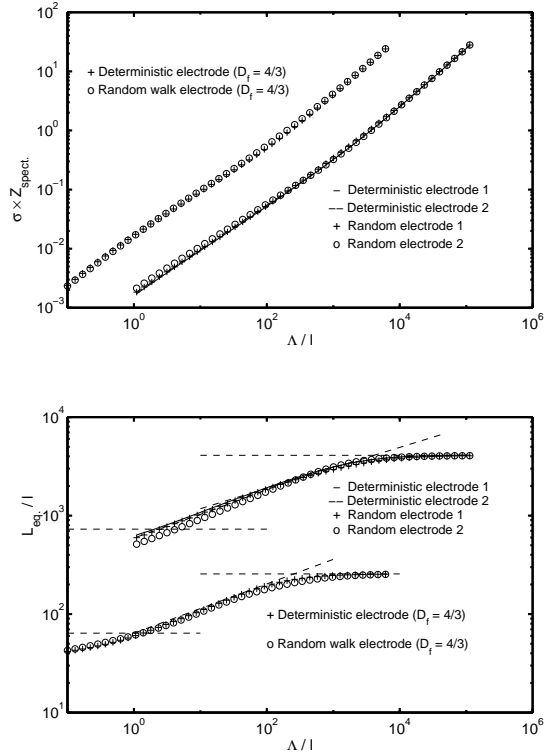 10^2
10^1
10^0
10^-1
10^-2
10^-3
σ × Z_spect.
+ Deterministic electrode (D_f = 4/3)
o Random walk electrode (D_f = 4/3)
– Deterministic electrode 1
–– Deterministic electrode 2
+ Random electrode 1
o Random electrode 2
10^0 10^2 10^4 10^6
Λ / l
10^4
10^3
10^2
10^1
L_eq. / l
– Deterministic electrode 1
–– Deterministic electrode 2
+ Random electrode 1
o Random electrode 2
+ Deterministic electrode (D_f = 4/3)
o Random walk electrode (D_f = 4/3)
10^0 10^2 10^4 10^6
Λ / l